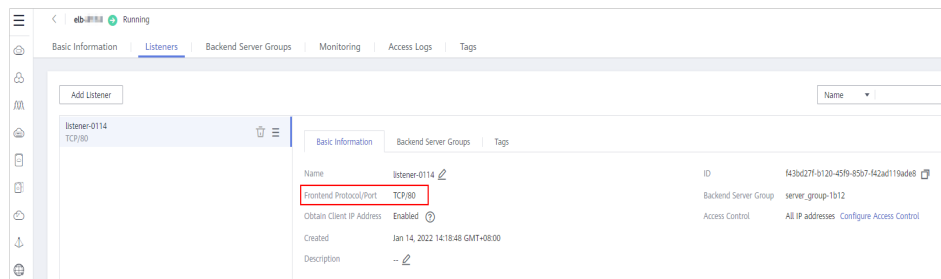 elb- Running
Basic Information Listeners Backend Server Groups Monitoring Access Logs Tags
Add Listener Name
listener-0114
TCP/80
Basic Information Backend Server Groups Tags
Name listener-0114 ID f43bd27f-b120-45f9-85b7-f42ad119ade8
Frontend Protocol/Port TCP/80 Backend Server Group server_group-1b12
Obtain Client IP Address Enabled Access Control All IP addresses Configure Access Control
Created Jan 14, 2022 14:18:48 GMT+08:00
Description --